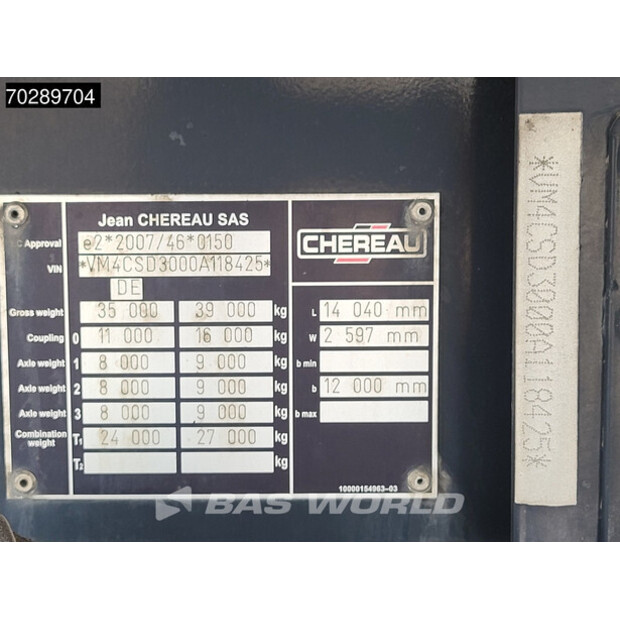 70289704
Jean CHEREAU SAS
C Approval e2*2007/46*0150
VIN *VM4CSD3000A118425*
DE
Gross weight 35 000 39 000 kg
Coupling 0 11 000 16 000 kg
Axle weight 1 8 000 9 000 kg
Axle weight 2 8 000 9 000 kg
Axle weight 3 8 000 9 000 kg
Combination weight T1 24 000 27 000 kg
T2 kg
CHEREAU
L 14 040 mm
W 2 597 mm
b min
b 12 000 mm
b max
10000154963-03
*VM4CSD3000A118425*
BAS WORLD